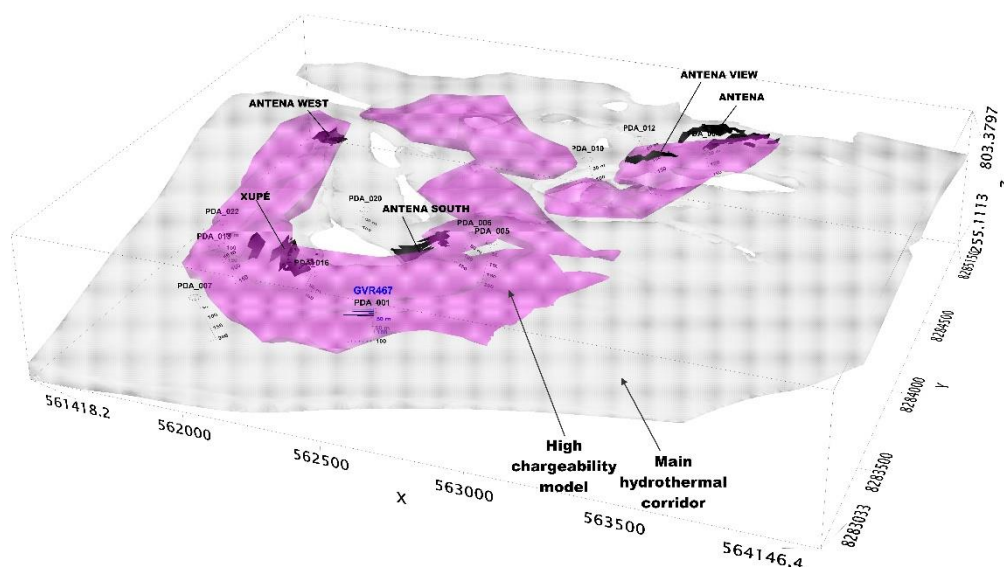 ANTENA VIEW
ANTENA
ANTENA WEST
PDA_012
PDA_010
XUPÉ
PDA_020
PDA_022
ANTENA SOUTH
PDA_006
PDA_005
PDA_016
PDA_007
GVR467
PDA_001
50 m
100
High
chargeability
model
Main
hydrothermal
corridor
803.3797
255.1113
561418.2
562000
562500
563000
563500
564146.4
X
8283033
8283500
8284000
8284500
Y